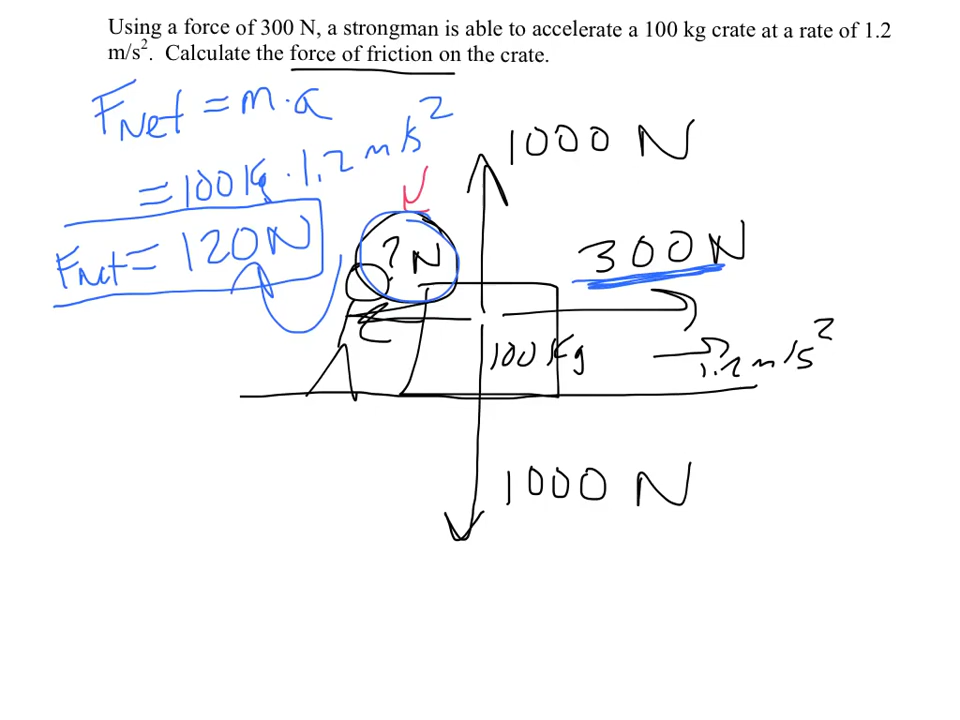 Using a force of 300 N, a strongman is able to accelerate a 100 kg crate at a rate of 1.2
m/s². Calculate the force of friction on the crate.
FNet = m·a
= 100 Kg · 1.2 m/s²
FNet = 120N
1000 N
? N
300N
100 Kg
1.2 m/s²
1000 N